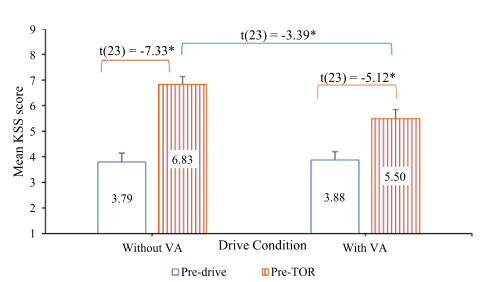 9
8
7
6
5
4
3
2
1
Mean KSS score
t(23) = -7.33*
t(23) = -3.39*
t(23) = -5.12*
3.79
6.83
3.88
5.50
Without VA
Drive Condition
With VA
Pre-drive
Pre-TOR